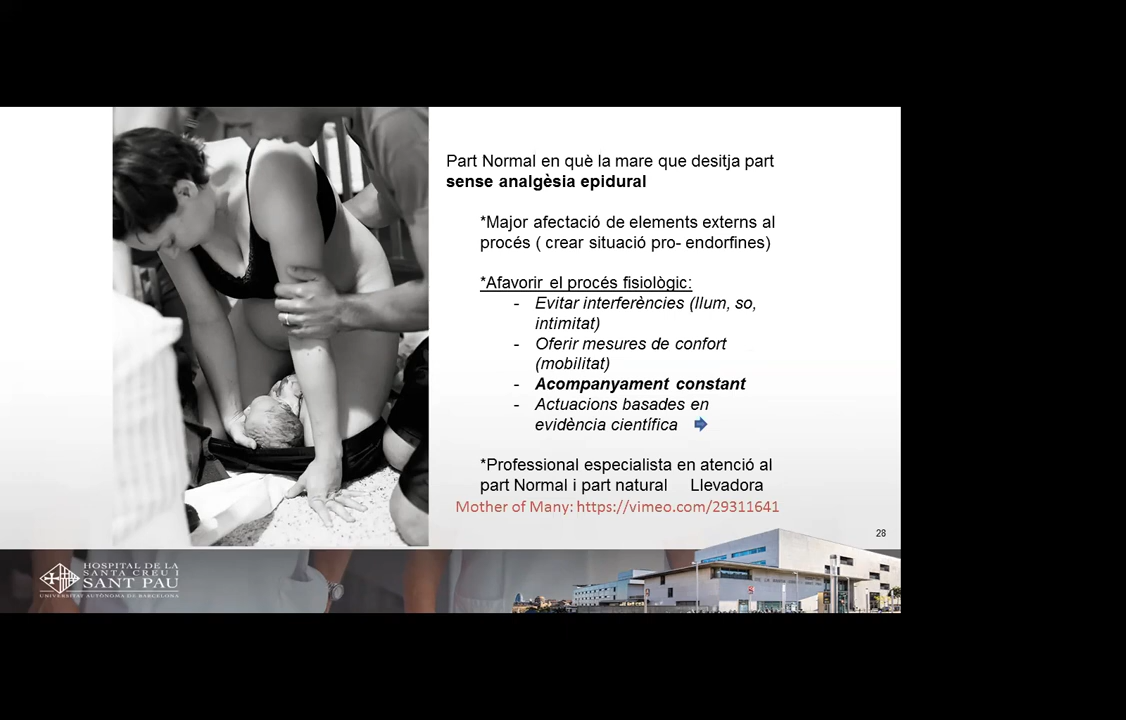 Part Normal en què la mare que desitja part
sense analgèsia epidural
*Major afectació de elements externs al
procés ( crear situació pro- endorfines)
*Afavorir el procés fisiològic:
- Evitar interferències (llum, so,
intimitat)
- Oferir mesures de confort
(mobilitat)
- Acompanyament constant
- Actuacions basades en
evidència científica
*Professional especialista en atenció al
part Normal i part natural Llevadora
Mother of Many: https://vimeo.com/29311641
28
HOSPITAL DE LA
SANTA CREU I
SANT PAU
UNIVERSITAT AUTÒNOMA DE BARCELONA